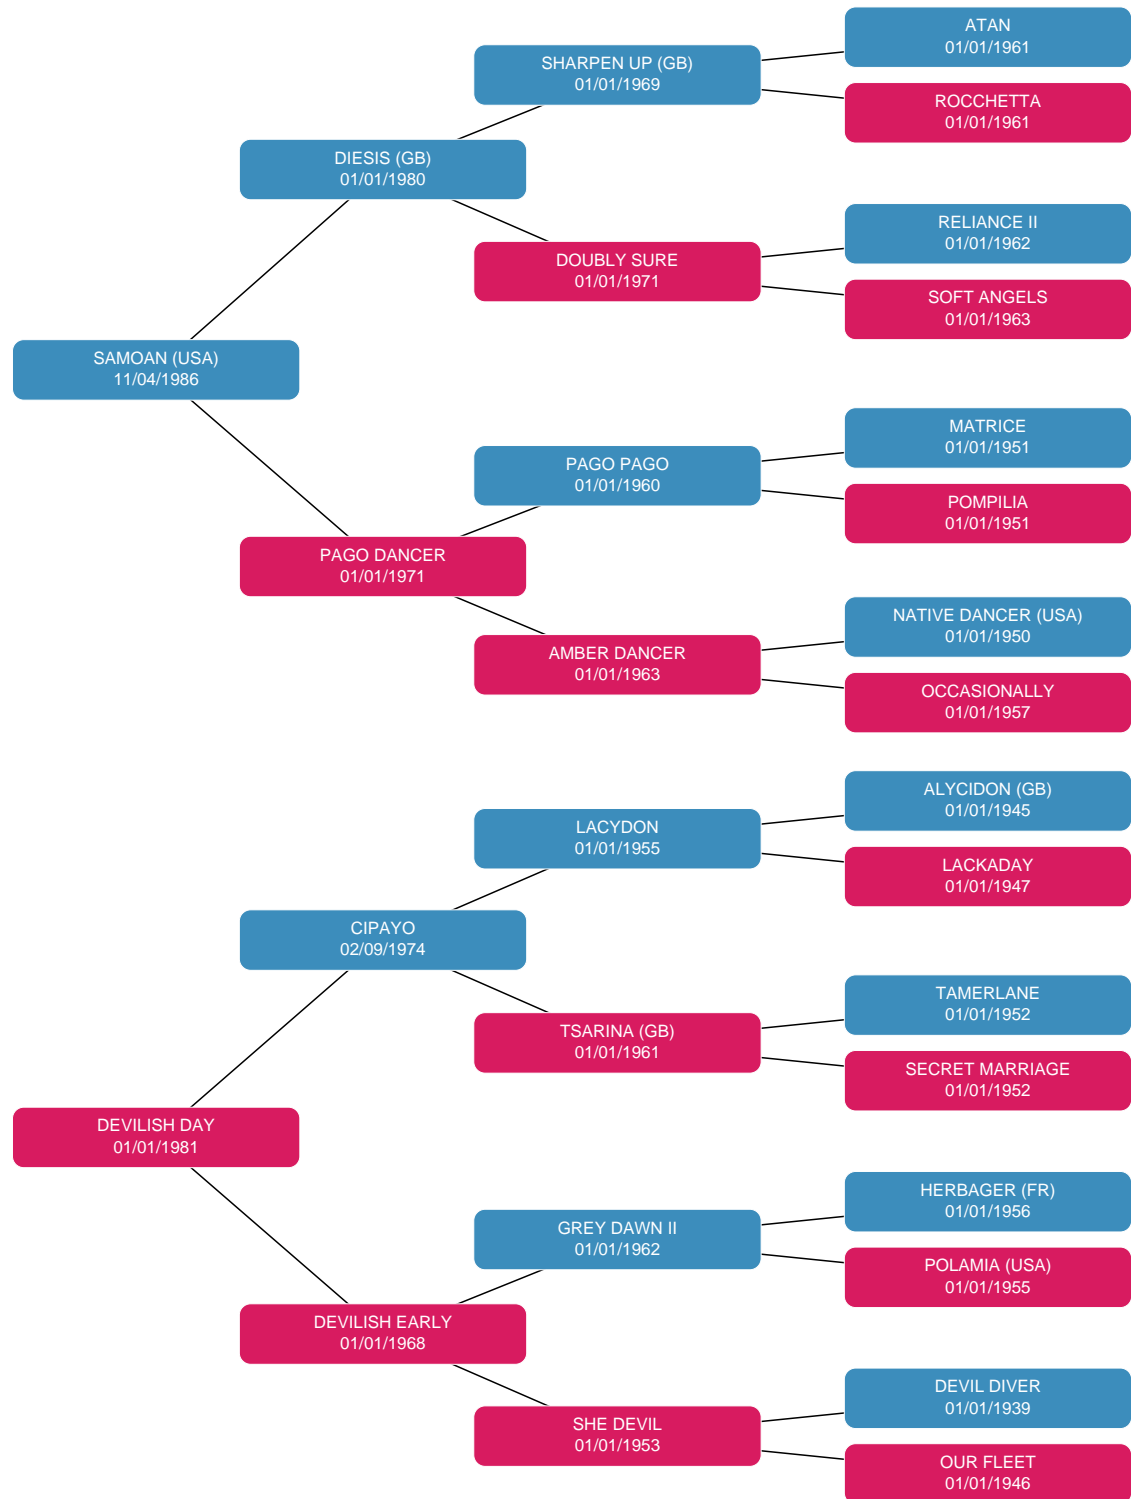 ATAN
01/01/1961
SHARPEN UP (GB)
01/01/1969
ROCCHETTA
01/01/1961
DIESIS (GB)
01/01/1980
RELIANCE II
01/01/1962
DOUBLY SURE
01/01/1971
SOFT ANGELS
01/01/1963
SAMOAN (USA)
11/04/1986
MATRICE
01/01/1951
PAGO PAGO
01/01/1960
POMPILIA
01/01/1951
PAGO DANCER
01/01/1971
NATIVE DANCER (USA)
01/01/1950
AMBER DANCER
01/01/1963
OCCASIONALLY
01/01/1957
ALYCIDON (GB)
01/01/1945
LACYDON
01/01/1955
LACKADAY
01/01/1947
CIPAYO
02/09/1974
TAMERLANE
01/01/1952
TSARINA (GB)
01/01/1961
SECRET MARRIAGE
01/01/1952
DEVILISH DAY
01/01/1981
HERBAGER (FR)
01/01/1956
GREY DAWN II
01/01/1962
POLAMIA (USA)
01/01/1955
DEVILISH EARLY
01/01/1968
DEVIL DIVER
01/01/1939
SHE DEVIL
01/01/1953
OUR FLEET
01/01/1946